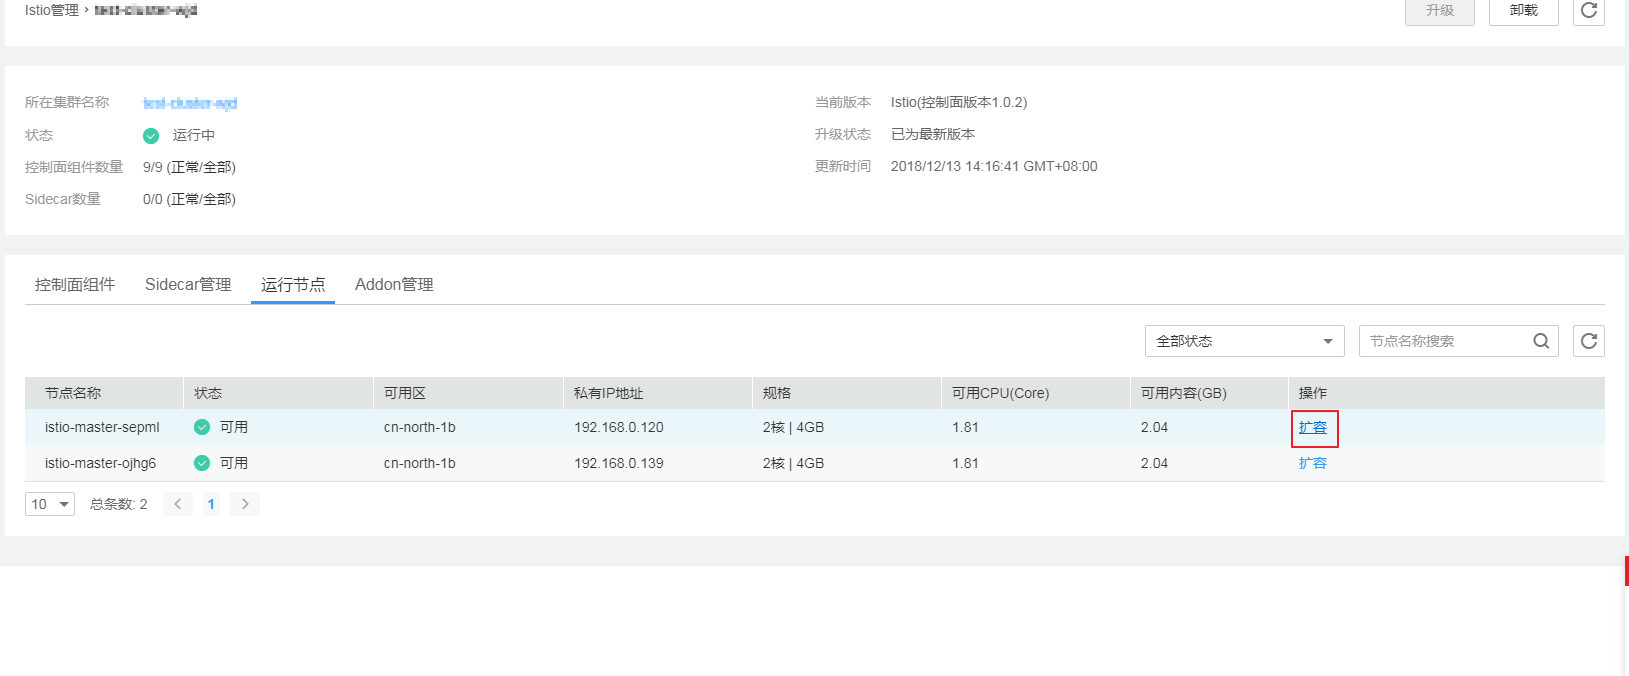 Istio管理 › test-cluster-wjd 升级 卸载
所在集群名称 test-cluster-wjd 当前版本 Istio(控制面版本1.0.2)
状态 运行中 升级状态 已为最新版本
控制面组件数量 9/9 (正常/全部) 更新时间 2018/12/13 14:16:41 GMT+08:00
Sidecar数量 0/0 (正常/全部)
控制面组件 Sidecar管理 运行节点 Addon管理
全部状态 节点名称搜索
节点名称 状态 可用区 私有IP地址 规格 可用CPU(Core) 可用内容(GB) 操作
istio-master-sepml 可用 cn-north-1b 192.168.0.120 2核 | 4GB 1.81 2.04 扩容
istio-master-ojhg6 可用 cn-north-1b 192.168.0.139 2核 | 4GB 1.81 2.04 扩容
10 总条数: 2 1